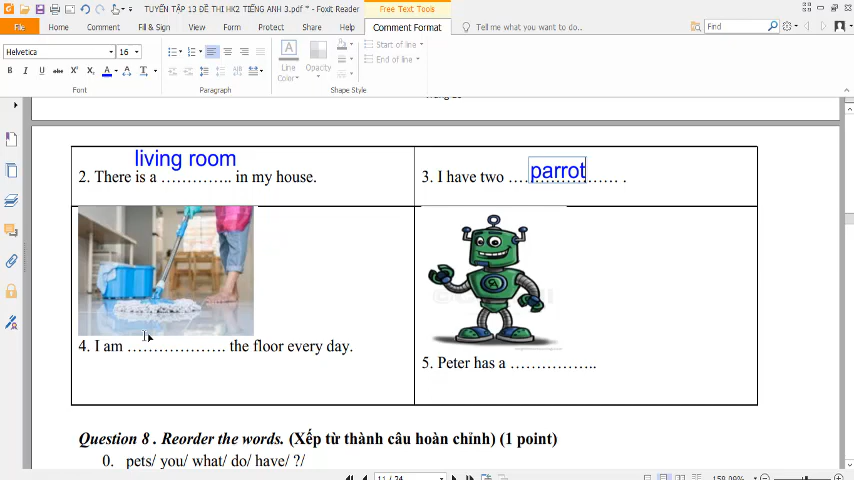 TUYỂN TẬP 13 ĐỀ THI HK2 TIẾNG ANH 3.pdf * - Foxit Reader
Free Text Tools
File
Home
Comment
Fill & Sign
View
Form
Protect
Share
Help
Comment Format
Tell me what you want to do..
Find
Helvetica
16
Line Color
Opacity
Start of line
End of line
Font
Paragraph
Shape Style
living room
2. There is a ………….. in my house.
parrot
3. I have two …………………… .
4. I am ………………… the floor every day.
5. Peter has a ……………..
Question 8 . Reorder the words. (Xếp từ thành câu hoàn chỉnh) (1 point)
0. pets/ you/ what/ do/ have/ ?/
11 / 24